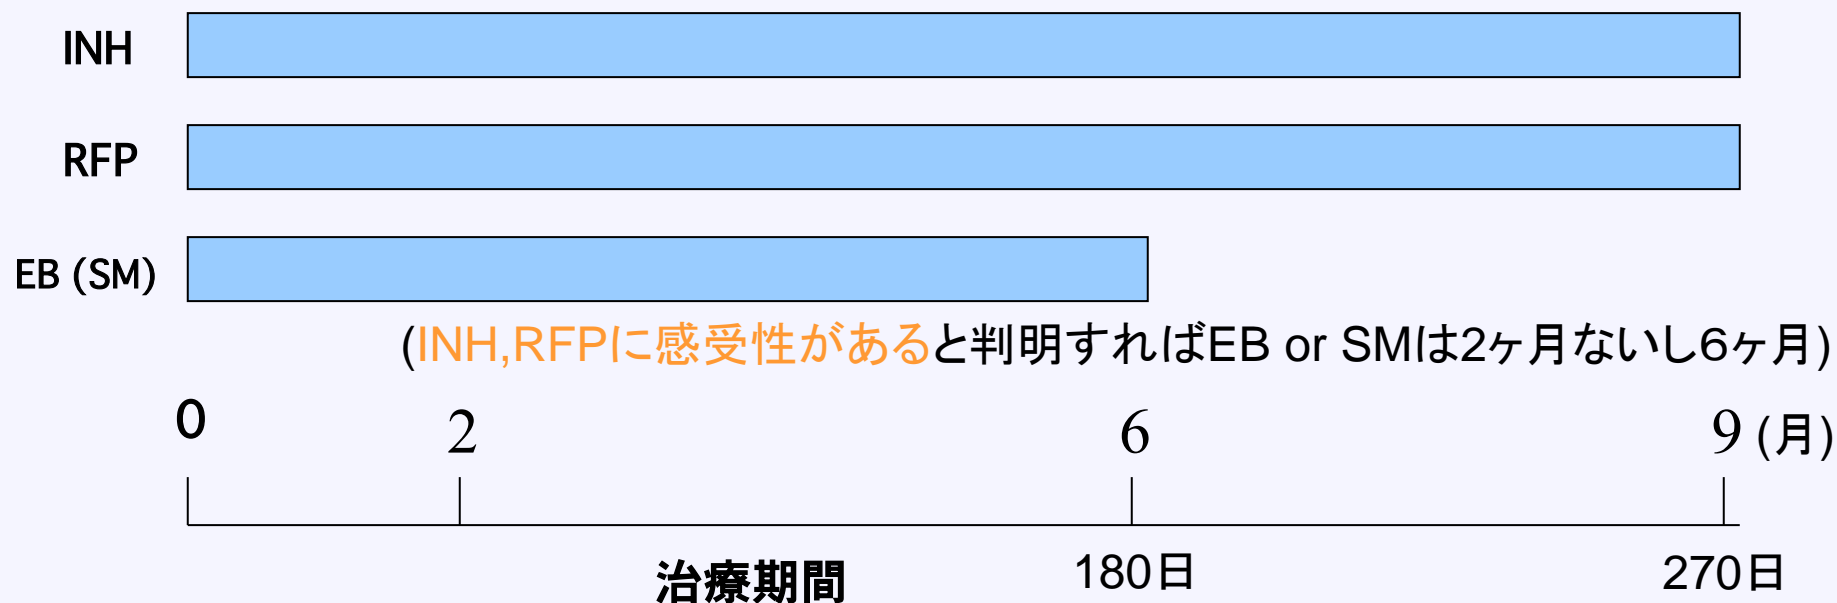 INH
RFP
EB (SM)
(INH,RFPに感受性があると判明すればEB or SMは2ヶ月ないし６ヶ月)
0 2 6 9 (月)
治療期間 180日 270日